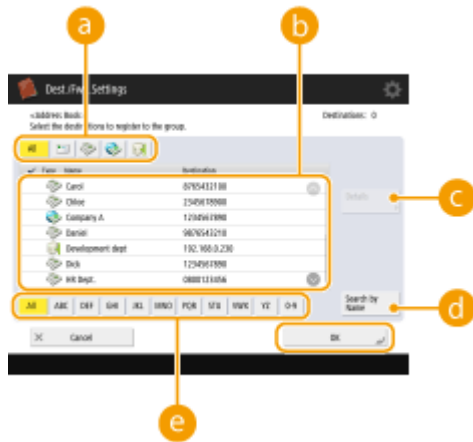 a
b
Dest./Fwd. Settings
<Address Book>
Destinations: 0
Select the destinations to register to the group.
All
Type Name Destination
Carol 8765432100
Chloe 2345678900
Company A 1234567890
Daniel 9876543210
Development dept 192.168.0.230
Dick 1234567890
HR Dept. 0800123456
Details
c
All ABC DEF GHI JKL MNO PQR STU VWX YZ 0-9
Search by
Name
d
Cancel
OK
e